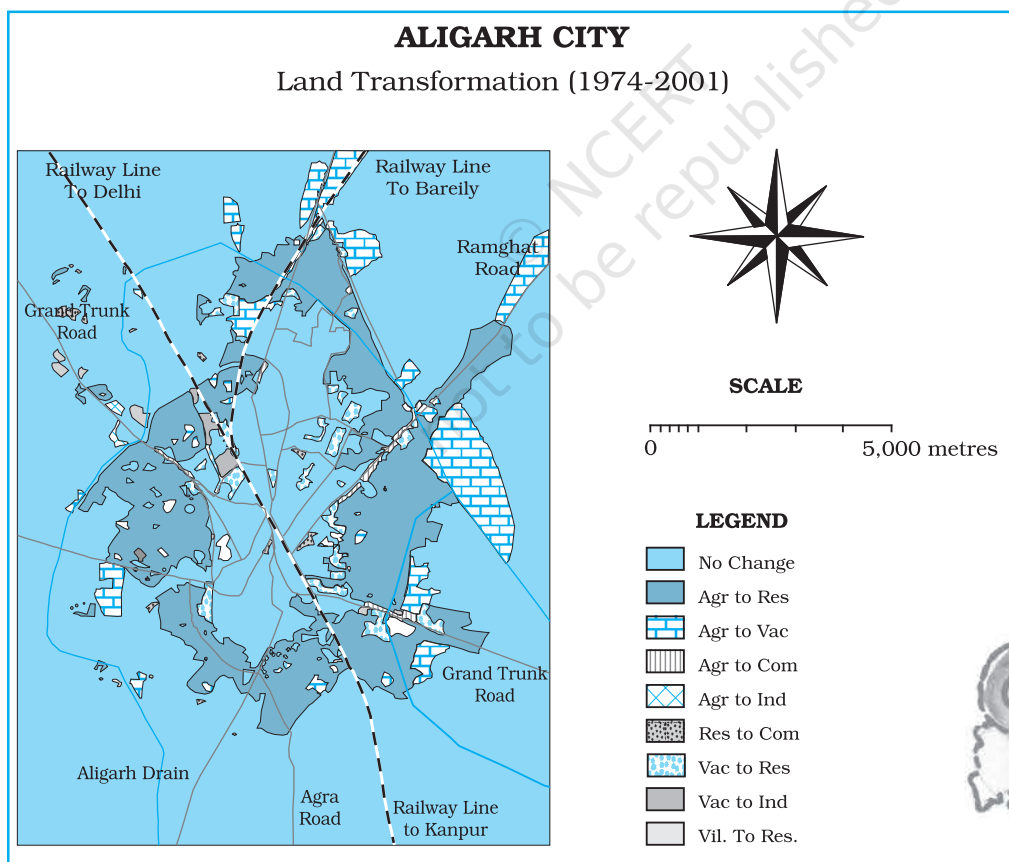 ALIGARH CITY
Land Transformation (1974-2001)
© NCERT
not to be republished
Railway Line
To Delhi
Railway Line
To Bareily
Ramghat
Road
Grand Trunk
Road
SCALE
0
5,000 metres
LEGEND
No Change
Agr to Res
Agr to Vac
Agr to Com
Agr to Ind
Res to Com
Vac to Res
Vac to Ind
Vil. To Res.
Grand Trunk
Road
Aligarh Drain
Agra
Road
Railway Line
to Kanpur